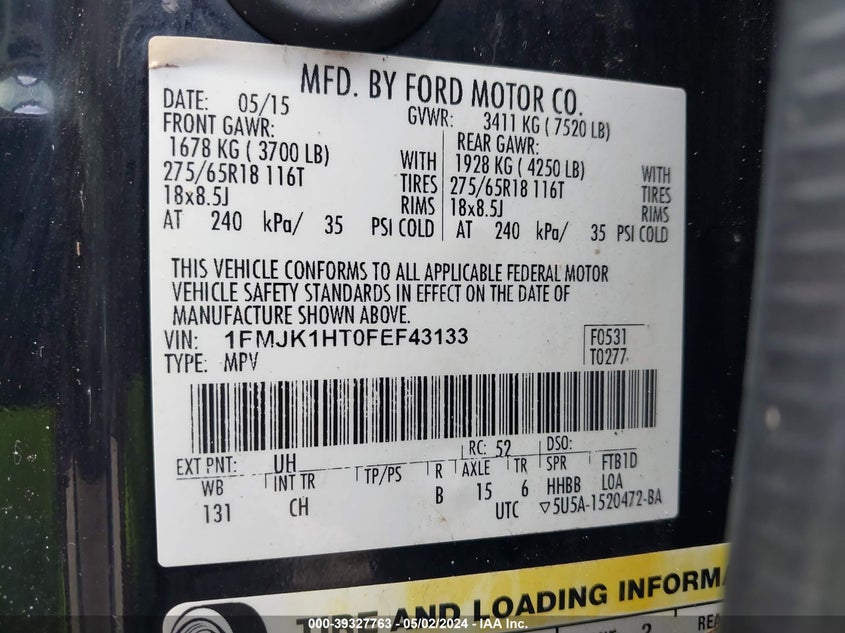 MFD. BY FORD MOTOR CO.
DATE: 05/15 GVWR: 3411 KG ( 7520 LB)
FRONT GAWR: REAR GAWR:
1678 KG ( 3700 LB) WITH 1928 KG ( 4250 LB) WITH
275/65R18 116T TIRES 275/65R18 116T TIRES
18x8.5J RIMS 18x8.5J RIMS
AT 240 kPa/ 35 PSI COLD AT 240 kPa/ 35 PSI COLD
THIS VEHICLE CONFORMS TO ALL APPLICABLE FEDERAL MOTOR
VEHICLE SAFETY STANDARDS IN EFFECT ON THE DATE OF
MANUFACTURE SHOWN ABOVE.
VIN: 1FMJK1HT0FEF43133 F0531
TYPE: MPV T0277
EXT PNT: UH RC: 52 DSO:
WB INT TR TP/PS R AXLE TR SPR FTB1D
131 CH B 15 6 HHBB LOA
UTC ▽5U5A-1520472-BA
TIRE AND LOADING INFORMA
2 REA
000-39327763 - 05/02/2024 - IAA Inc.